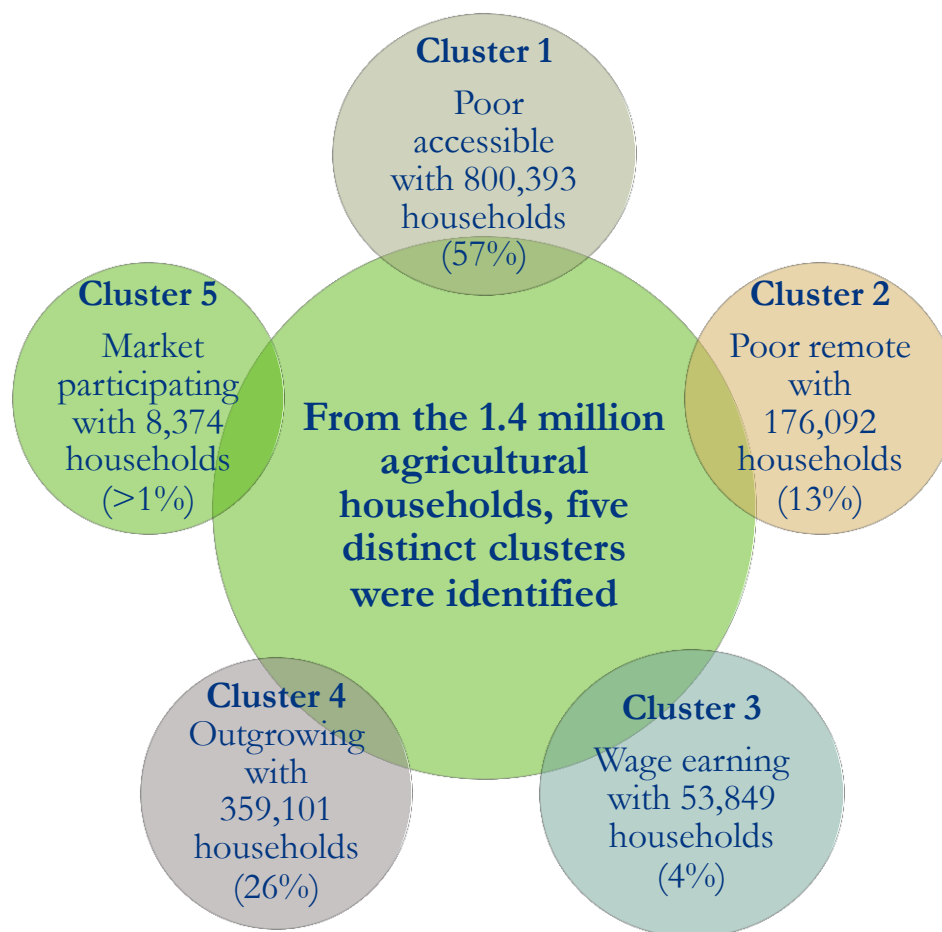 Cluster 1
Poor
accessible
with 800,393
households
(57%)
Cluster 2
Poor remote
with
176,092
households
(13%)
Cluster 3
Wage earning
with 53,849
households
(4%)
Cluster 4
Outgrowing
with
359,101
households
(26%)
Cluster 5
Market
participating
with 8,374
households
(>1%)
From the 1.4 million
agricultural
households, five
distinct clusters
were identified